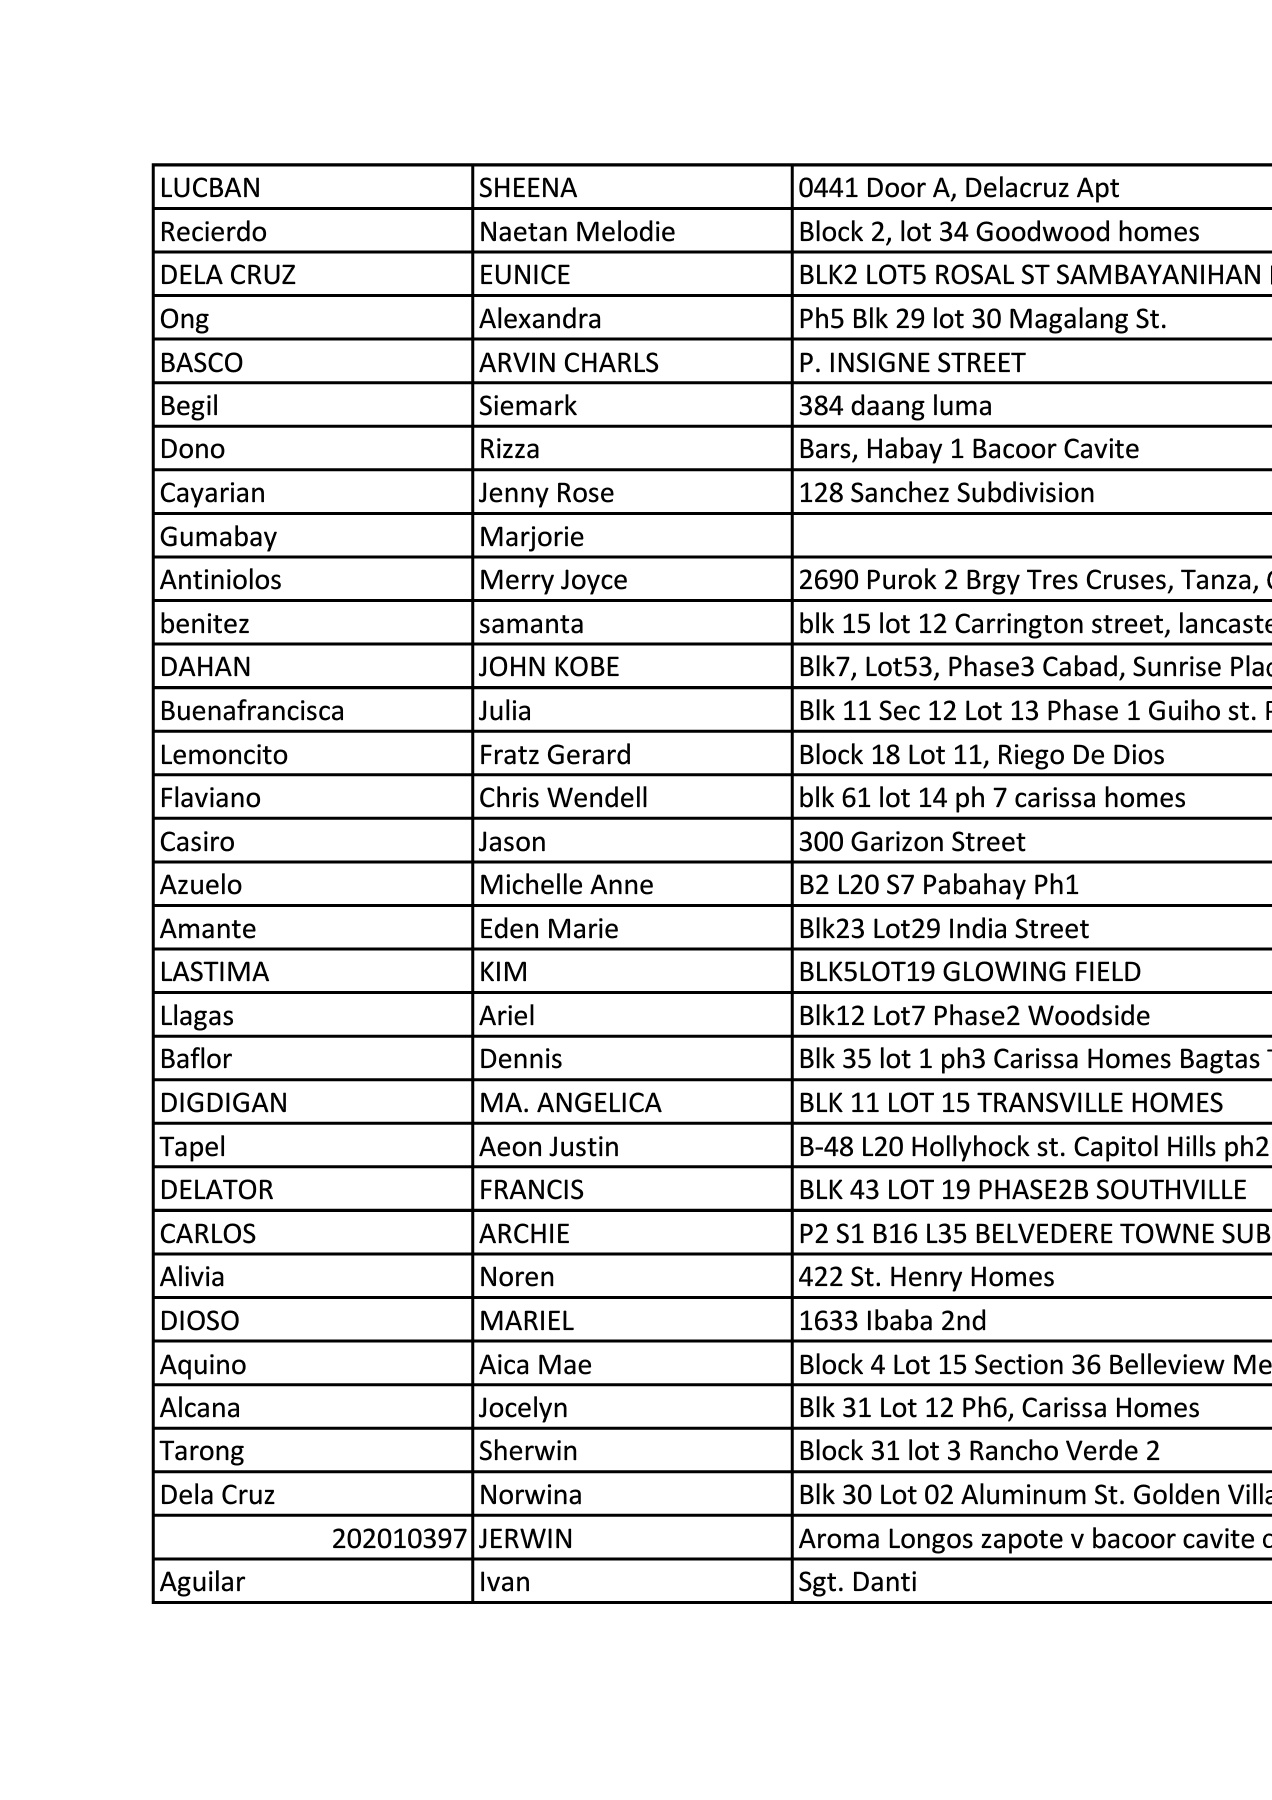 LUCBAN SHEENA 0441 Door A, Delacruz Apt
Recierdo Naetan Melodie Block 2, lot 34 Goodwood homes
DELA CRUZ EUNICE BLK2 LOT5 ROSAL ST SAMBAYANIHAN
Ong Alexandra Ph5 Blk 29 lot 30 Magalang St.
BASCO ARVIN CHARLS P. INSIGNE STREET
Begil Siemark 384 daang luma
Dono Rizza Bars, Habay 1 Bacoor Cavite
Cayarian Jenny Rose 128 Sanchez Subdivision
Gumabay Marjorie
Antiniolos Merry Joyce 2690 Purok 2 Brgy Tres Cruses, Tanza,
benitez samanta blk 15 lot 12 Carrington street, lancaste
DAHAN JOHN KOBE Blk7, Lot53, Phase3 Cabad, Sunrise Plac
Buenafrancisca Julia Blk 11 Sec 12 Lot 13 Phase 1 Guiho st.
Lemoncito Fratz Gerard Block 18 Lot 11, Riego De Dios
Flaviano Chris Wendell blk 61 lot 14 ph 7 carissa homes
Casiro Jason 300 Garizon Street
Azuelo Michelle Anne B2 L20 S7 Pabahay Ph1
Amante Eden Marie Blk23 Lot29 India Street
LASTIMA KIM BLK5LOT19 GLOWING FIELD
Llagas Ariel Blk12 Lot7 Phase2 Woodside
Baflor Dennis Blk 35 lot 1 ph3 Carissa Homes Bagtas
DIGDIGAN MA. ANGELICA BLK 11 LOT 15 TRANSVILLE HOMES
Tapel Aeon Justin B-48 L20 Hollyhock st. Capitol Hills ph2
DELATOR FRANCIS BLK 43 LOT 19 PHASE2B SOUTHVILLE
CARLOS ARCHIE P2 S1 B16 L35 BELVEDERE TOWNE SUB
Alivia Noren 422 St. Henry Homes
DIOSO MARIEL 1633 Ibaba 2nd
Aquino Aica Mae Block 4 Lot 15 Section 36 Belleview Me
Alcana Jocelyn Blk 31 Lot 12 Ph6, Carissa Homes
Tarong Sherwin Block 31 lot 3 Rancho Verde 2
Dela Cruz Norwina Blk 30 Lot 02 Aluminum St. Golden Villa
202010397 JERWIN Aroma Longos zapote v bacoor cavite
Aguilar Ivan Sgt. Danti